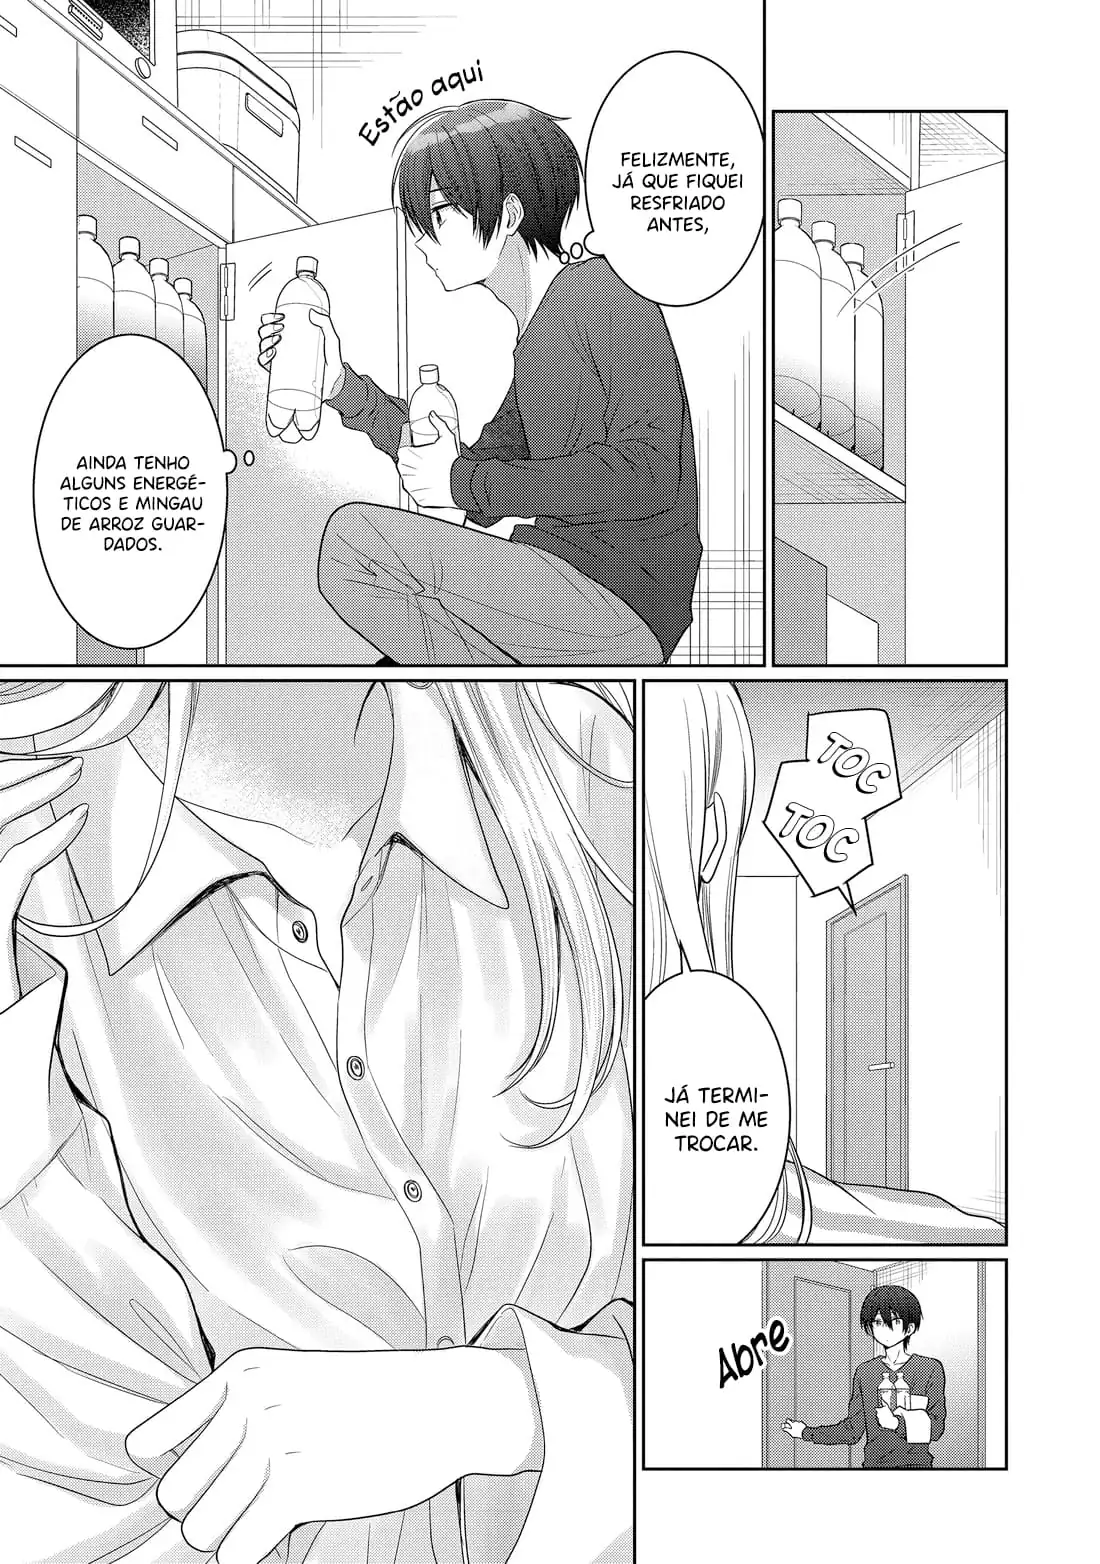 FELIZMENTE,
JÁ QUE FIQUEI
RESFRIADO
ANTES,
Estão aqui
AINDA TENHO
ALGUNS ENERGÉ-
TICOS E MINGAU
DE ARROZ GUAR-
DADOS.
TOC
TOC
JÁ TERMI-
NEI DE ME
TROCAR.
Abre